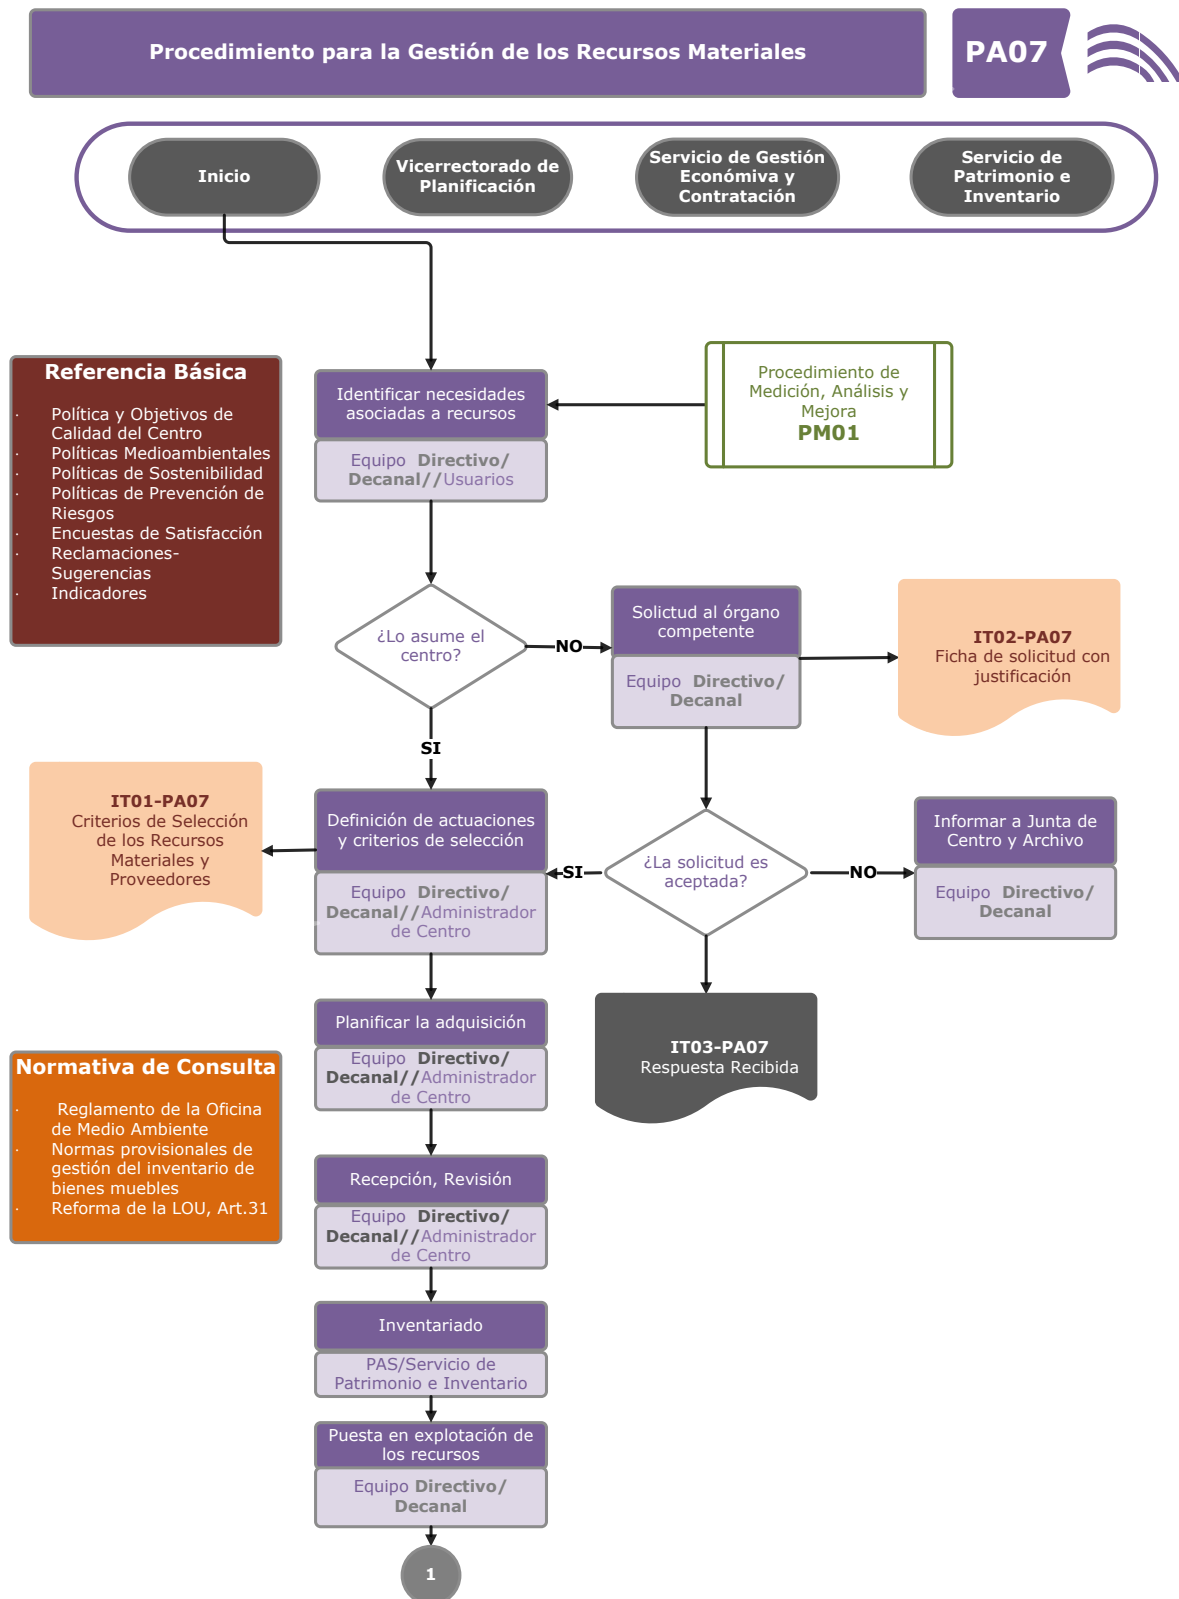 Procedimiento para la Gestión de los Recursos Materiales
PA07
Inicio
Vicerrectorado de
Planificación
Servicio de Gestión
Económiva y
Contratación
Servicio de
Patrimonio e
Inventario
Referencia Básica
· Política y Objetivos de
Calidad del Centro
· Políticas Medioambientales
· Políticas de Sostenibilidad
· Políticas de Prevención de
Riesgos
· Encuestas de Satisfacción
· Reclamaciones-
Sugerencias
· Indicadores
Identificar necesidades
asociadas a recursos
Equipo Directivo/
Decanal//Usuarios
Procedimiento de
Medición, Análisis y
Mejora
PM01
¿Lo asume el
centro?
NO
SI
Solictud al órgano
competente
Equipo Directivo/
Decanal
IT02-PA07
Ficha de solicitud con
justificación
IT01-PA07
Criterios de Selección
de los Recursos
Materiales y
Proveedores
Definición de actuaciones
y criterios de selección
Equipo Directivo/
Decanal//Administrador
de Centro
SI
¿La solicitud es
aceptada?
NO
Informar a Junta de
Centro y Archivo
Equipo Directivo/
Decanal
Planificar la adquisición
Equipo Directivo/
Decanal//Administrador
de Centro
IT03-PA07
Respuesta Recibida
Normativa de Consulta
· Reglamento de la Oficina
de Medio Ambiente
· Normas provisionales de
gestión del inventario de
bienes muebles
· Reforma de la LOU, Art.31
Recepción, Revisión
Equipo Directivo/
Decanal//Administrador
de Centro
Inventariado
PAS/Servicio de
Patrimonio e Inventario
Puesta en explotación de
los recursos
Equipo Directivo/
Decanal
1